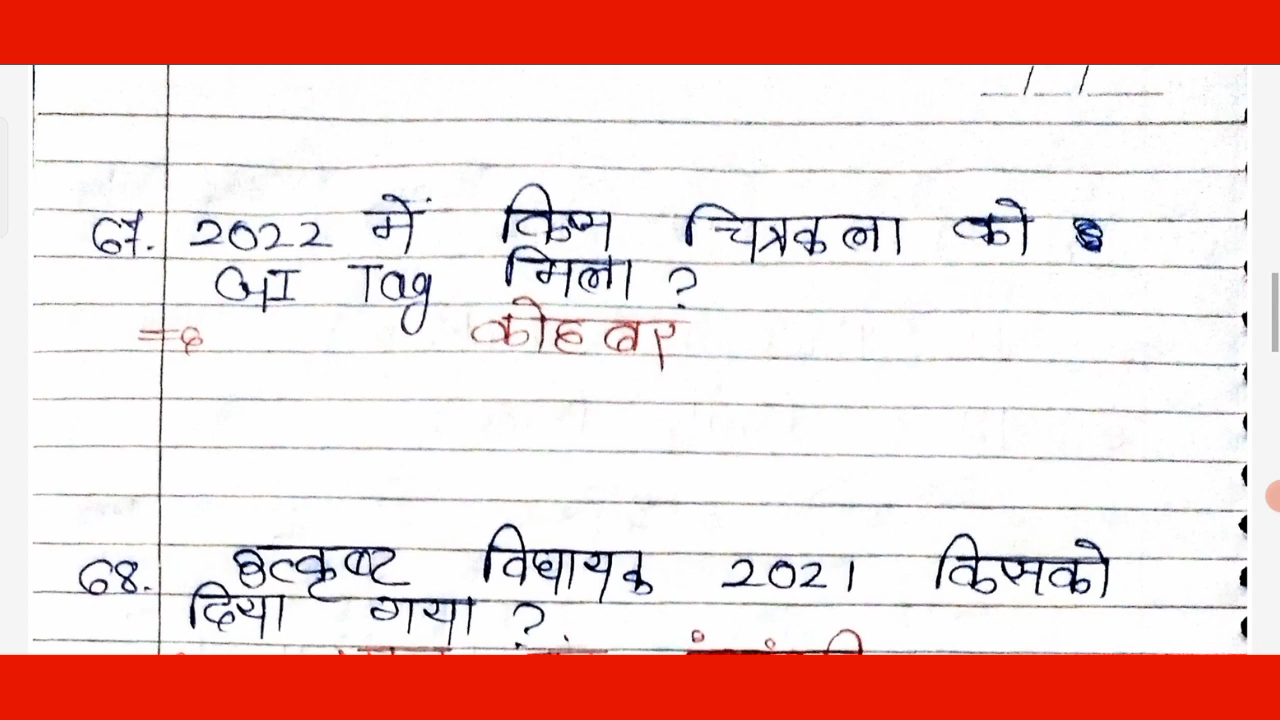 67. 2022 में किस चित्रकला को
GI Tag मिला ?
=> कोहबर
68. उत्कृष्ट विधायक 2021 किसको
दिया गया ?